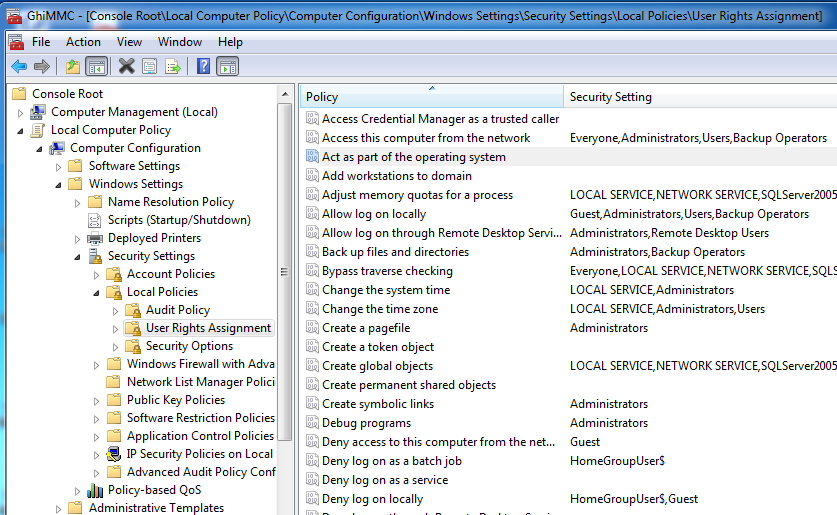 GhiMMC - [Console Root\Local Computer Policy\Computer Configuration\Windows Settings\Security Settings\Local Policies\User Rights Assignment]
File Action View Window Help
Console Root
Computer Management (Local)
Local Computer Policy
Computer Configuration
Software Settings
Windows Settings
Name Resolution Policy
Scripts (Startup/Shutdown)
Deployed Printers
Security Settings
Account Policies
Local Policies
Audit Policy
User Rights Assignment
Security Options
Windows Firewall with Adva
Network List Manager Polici
Public Key Policies
Software Restriction Policies
Application Control Policies
IP Security Policies on Local
Advanced Audit Policy Conf
Policy-based QoS
Administrative Templates
Policy Security Setting
Access Credential Manager as a trusted caller
Access this computer from the network Everyone,Administrators,Users,Backup Operators
Act as part of the operating system
Add workstations to domain
Adjust memory quotas for a process LOCAL SERVICE,NETWORK SERVICE,SQLServer2005
Allow log on locally Guest,Administrators,Users,Backup Operators
Allow log on through Remote Desktop Servi... Administrators,Remote Desktop Users
Back up files and directories Administrators,Backup Operators
Bypass traverse checking Everyone,LOCAL SERVICE,NETWORK SERVICE,SQLS
Change the system time LOCAL SERVICE,Administrators
Change the time zone LOCAL SERVICE,Administrators,Users
Create a pagefile Administrators
Create a token object
Create global objects LOCAL SERVICE,NETWORK SERVICE,SQLServer2005
Create permanent shared objects
Create symbolic links Administrators
Debug programs Administrators
Deny access to this computer from the net... Guest
Deny log on as a batch job HomeGroupUser$
Deny log on as a service
Deny log on locally HomeGroupUser$,Guest